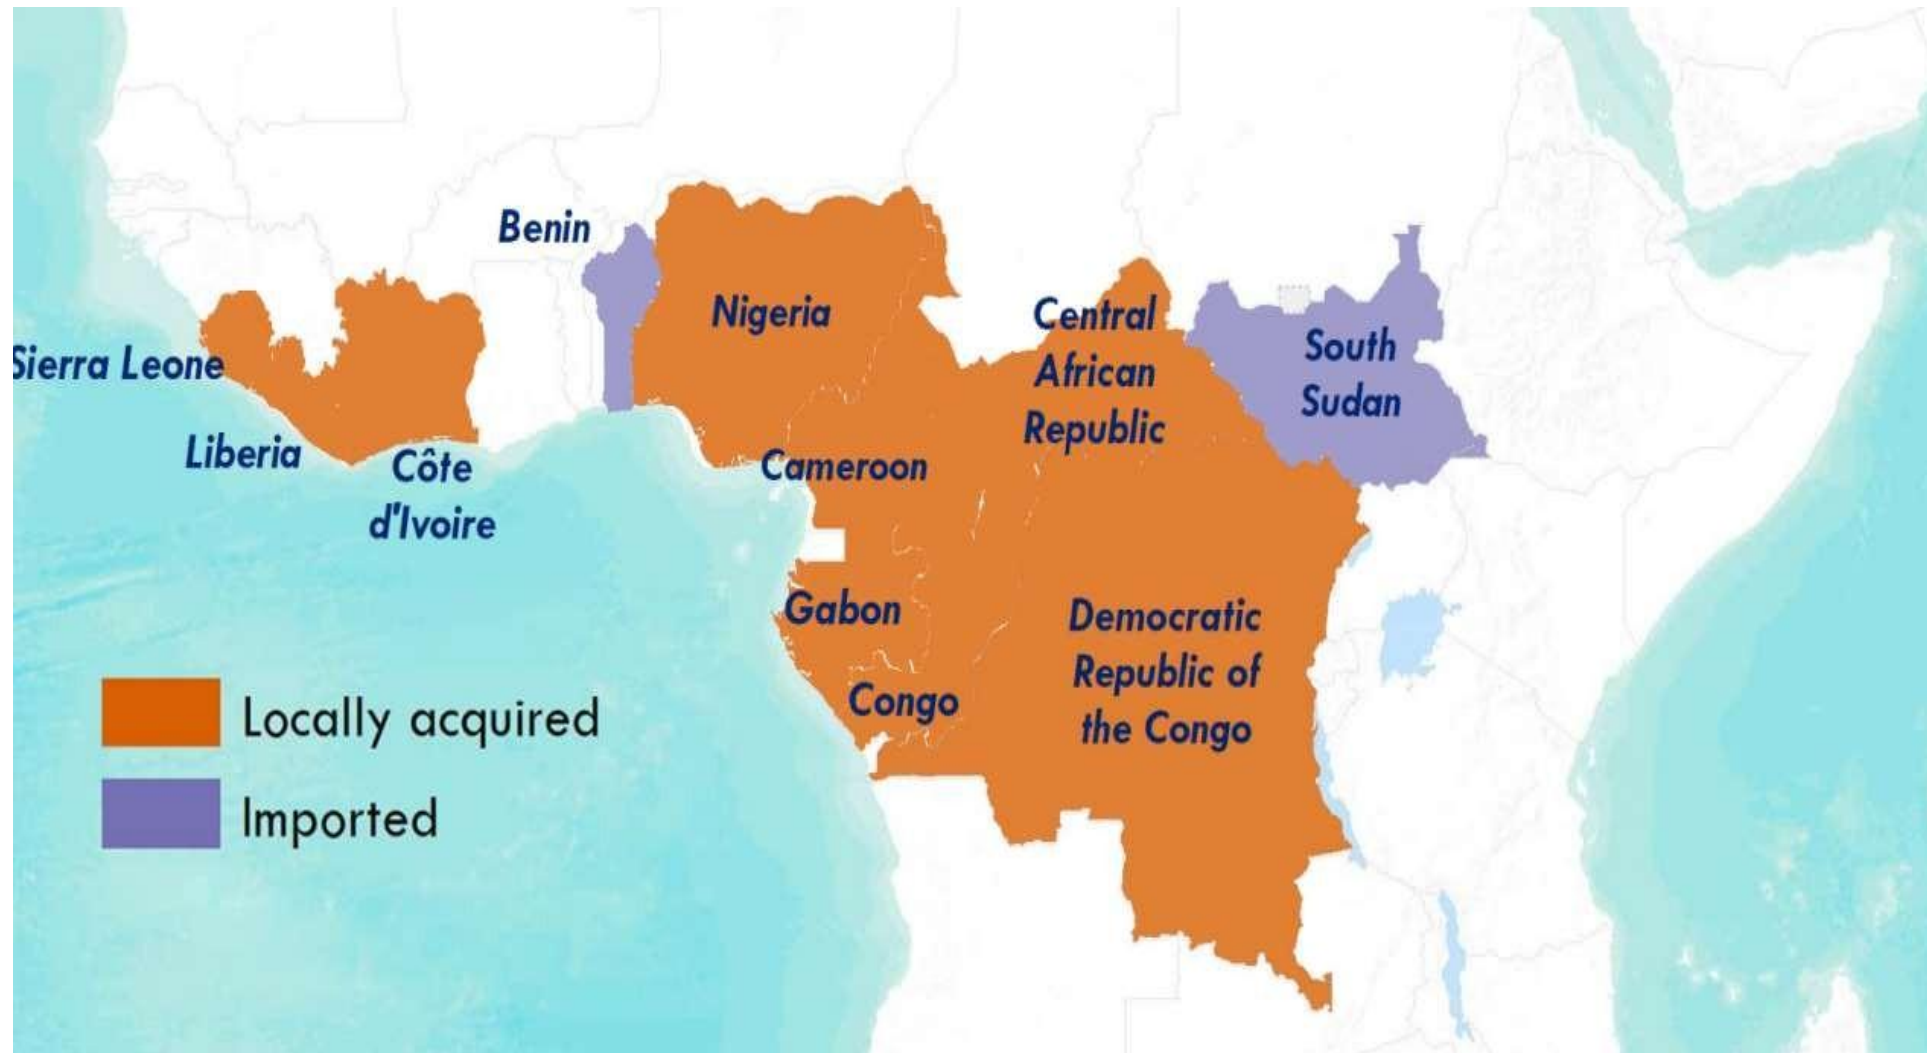 Benin
Nigeria
Central
African
Republic
South
Sudan
Sierra Leone
Liberia
Côte
d'Ivoire
Cameroon
Gabon
Congo
Democratic
Republic of
the Congo
Locally acquired
Imported